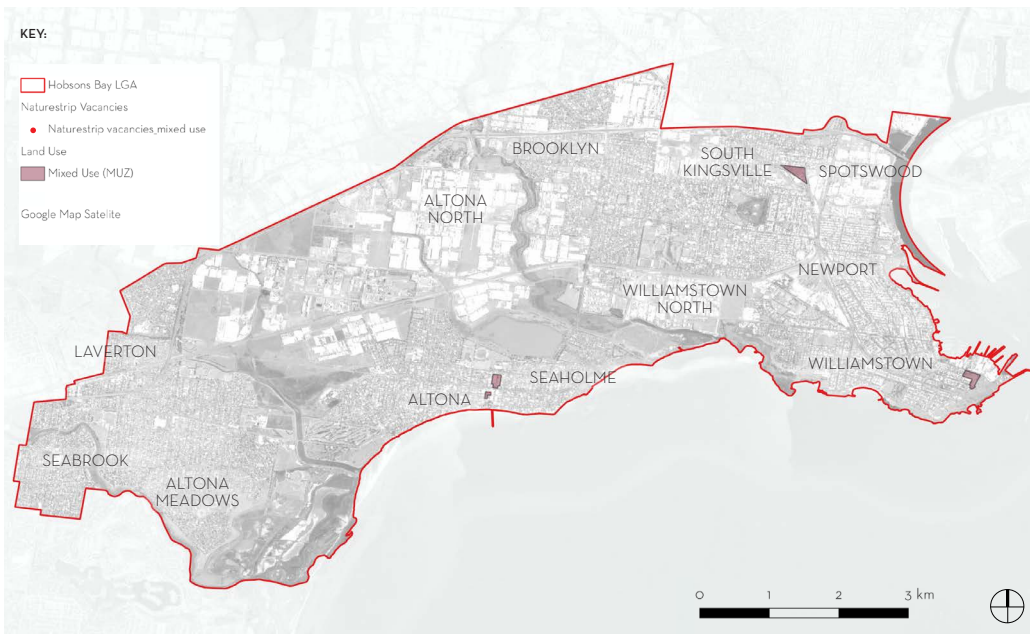 KEY:
Hobsons Bay LGA
Naturestrip Vacancies
Naturestrip vacancies_mixed use
Land Use
Mixed Use (MUZ)
Google Map Satelite
BROOKLYN
SOUTH
KINGSVILLE
SPOTSWOOD
ALTONA
NORTH
NEWPORT
WILLIAMSTOWN
NORTH
LAVERTON
WILLIAMSTOWN
SEAHOLME
ALTONA
SEABROOK
ALTONA
MEADOWS
0 1 2 3 km